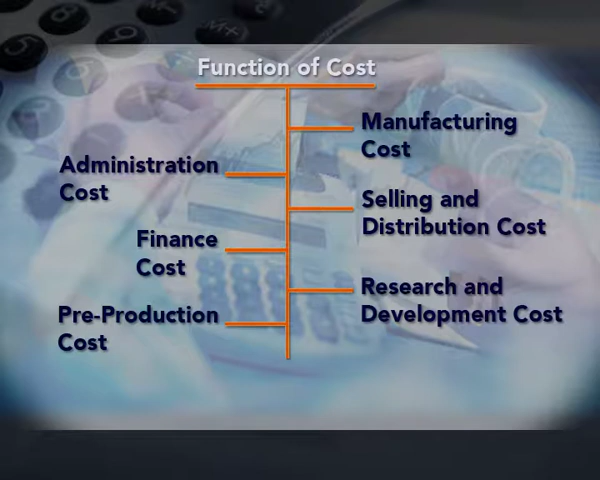 Function of Cost
Manufacturing
Cost
Administration
Cost
Selling and
Distribution Cost
Finance
Cost
Research and
Development Cost
Pre-Production
Cost